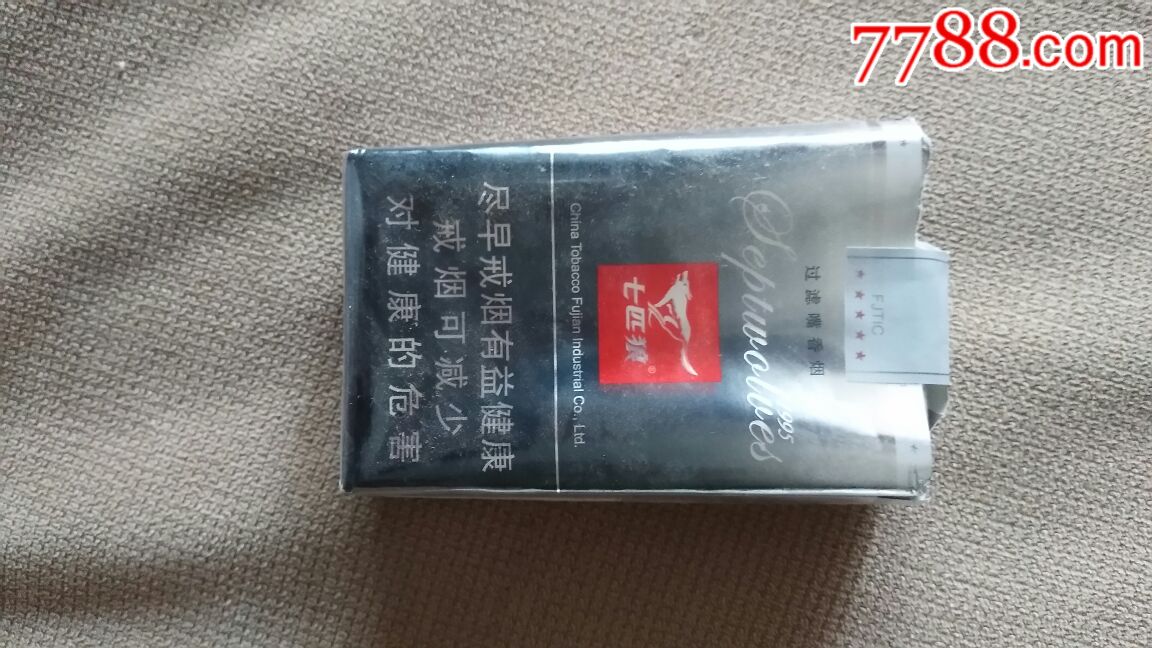 7788.com
FJTIC
过滤嘴香烟
Septwolves
1995
七匹狼®
China Tobacco Fujian Industrial Co., Ltd.
尽早戒烟有益健康
戒烟可减少
对健康的危害